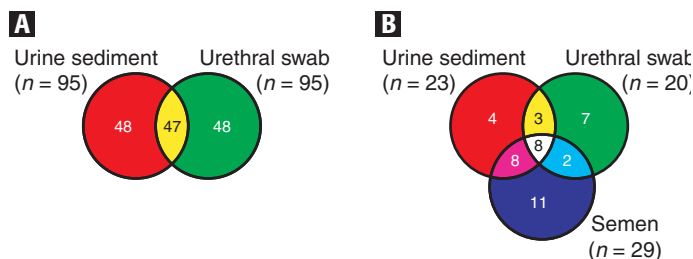 A
Urine sediment
(n = 95)
Urethral swab
(n = 95)
48
47
48
B
Urine sediment
(n = 23)
Urethral swab
(n = 20)
4
3
7
8
8
2
11
Semen
(n = 29)